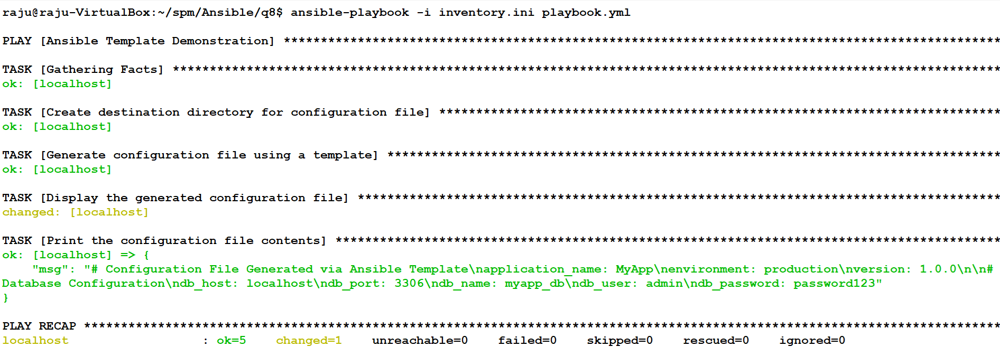 raju@raju-VirtualBox:~/spm/Ansible/q8$ ansible-playbook -i inventory.ini playbook.yml
PLAY [Ansible Template Demonstration] *************************************************************************************************
TASK [Gathering Facts] ****************************************************************************************************************
ok: [localhost]
TASK [Create destination directory for configuration file] ****************************************************************************
ok: [localhost]
TASK [Generate configuration file using a template] ***********************************************************************************
ok: [localhost]
TASK [Display the generated configuration file] ***************************************************************************************
changed: [localhost]
TASK [Print the configuration file contents] ******************************************************************************************
ok: [localhost] => {
    "msg": "# Configuration File Generated via Ansible Template\napplication_name: MyApp\nenvironment: production\nversion: 1.0.0\n\n#
Database Configuration\ndb_host: localhost\ndb_port: 3306\ndb_name: myapp_db\ndb_user: admin\ndb_password: password123"
}
PLAY RECAP ****************************************************************************************************************************
localhost                  : ok=5    changed=1    unreachable=0    failed=0    skipped=0    rescued=0    ignored=0